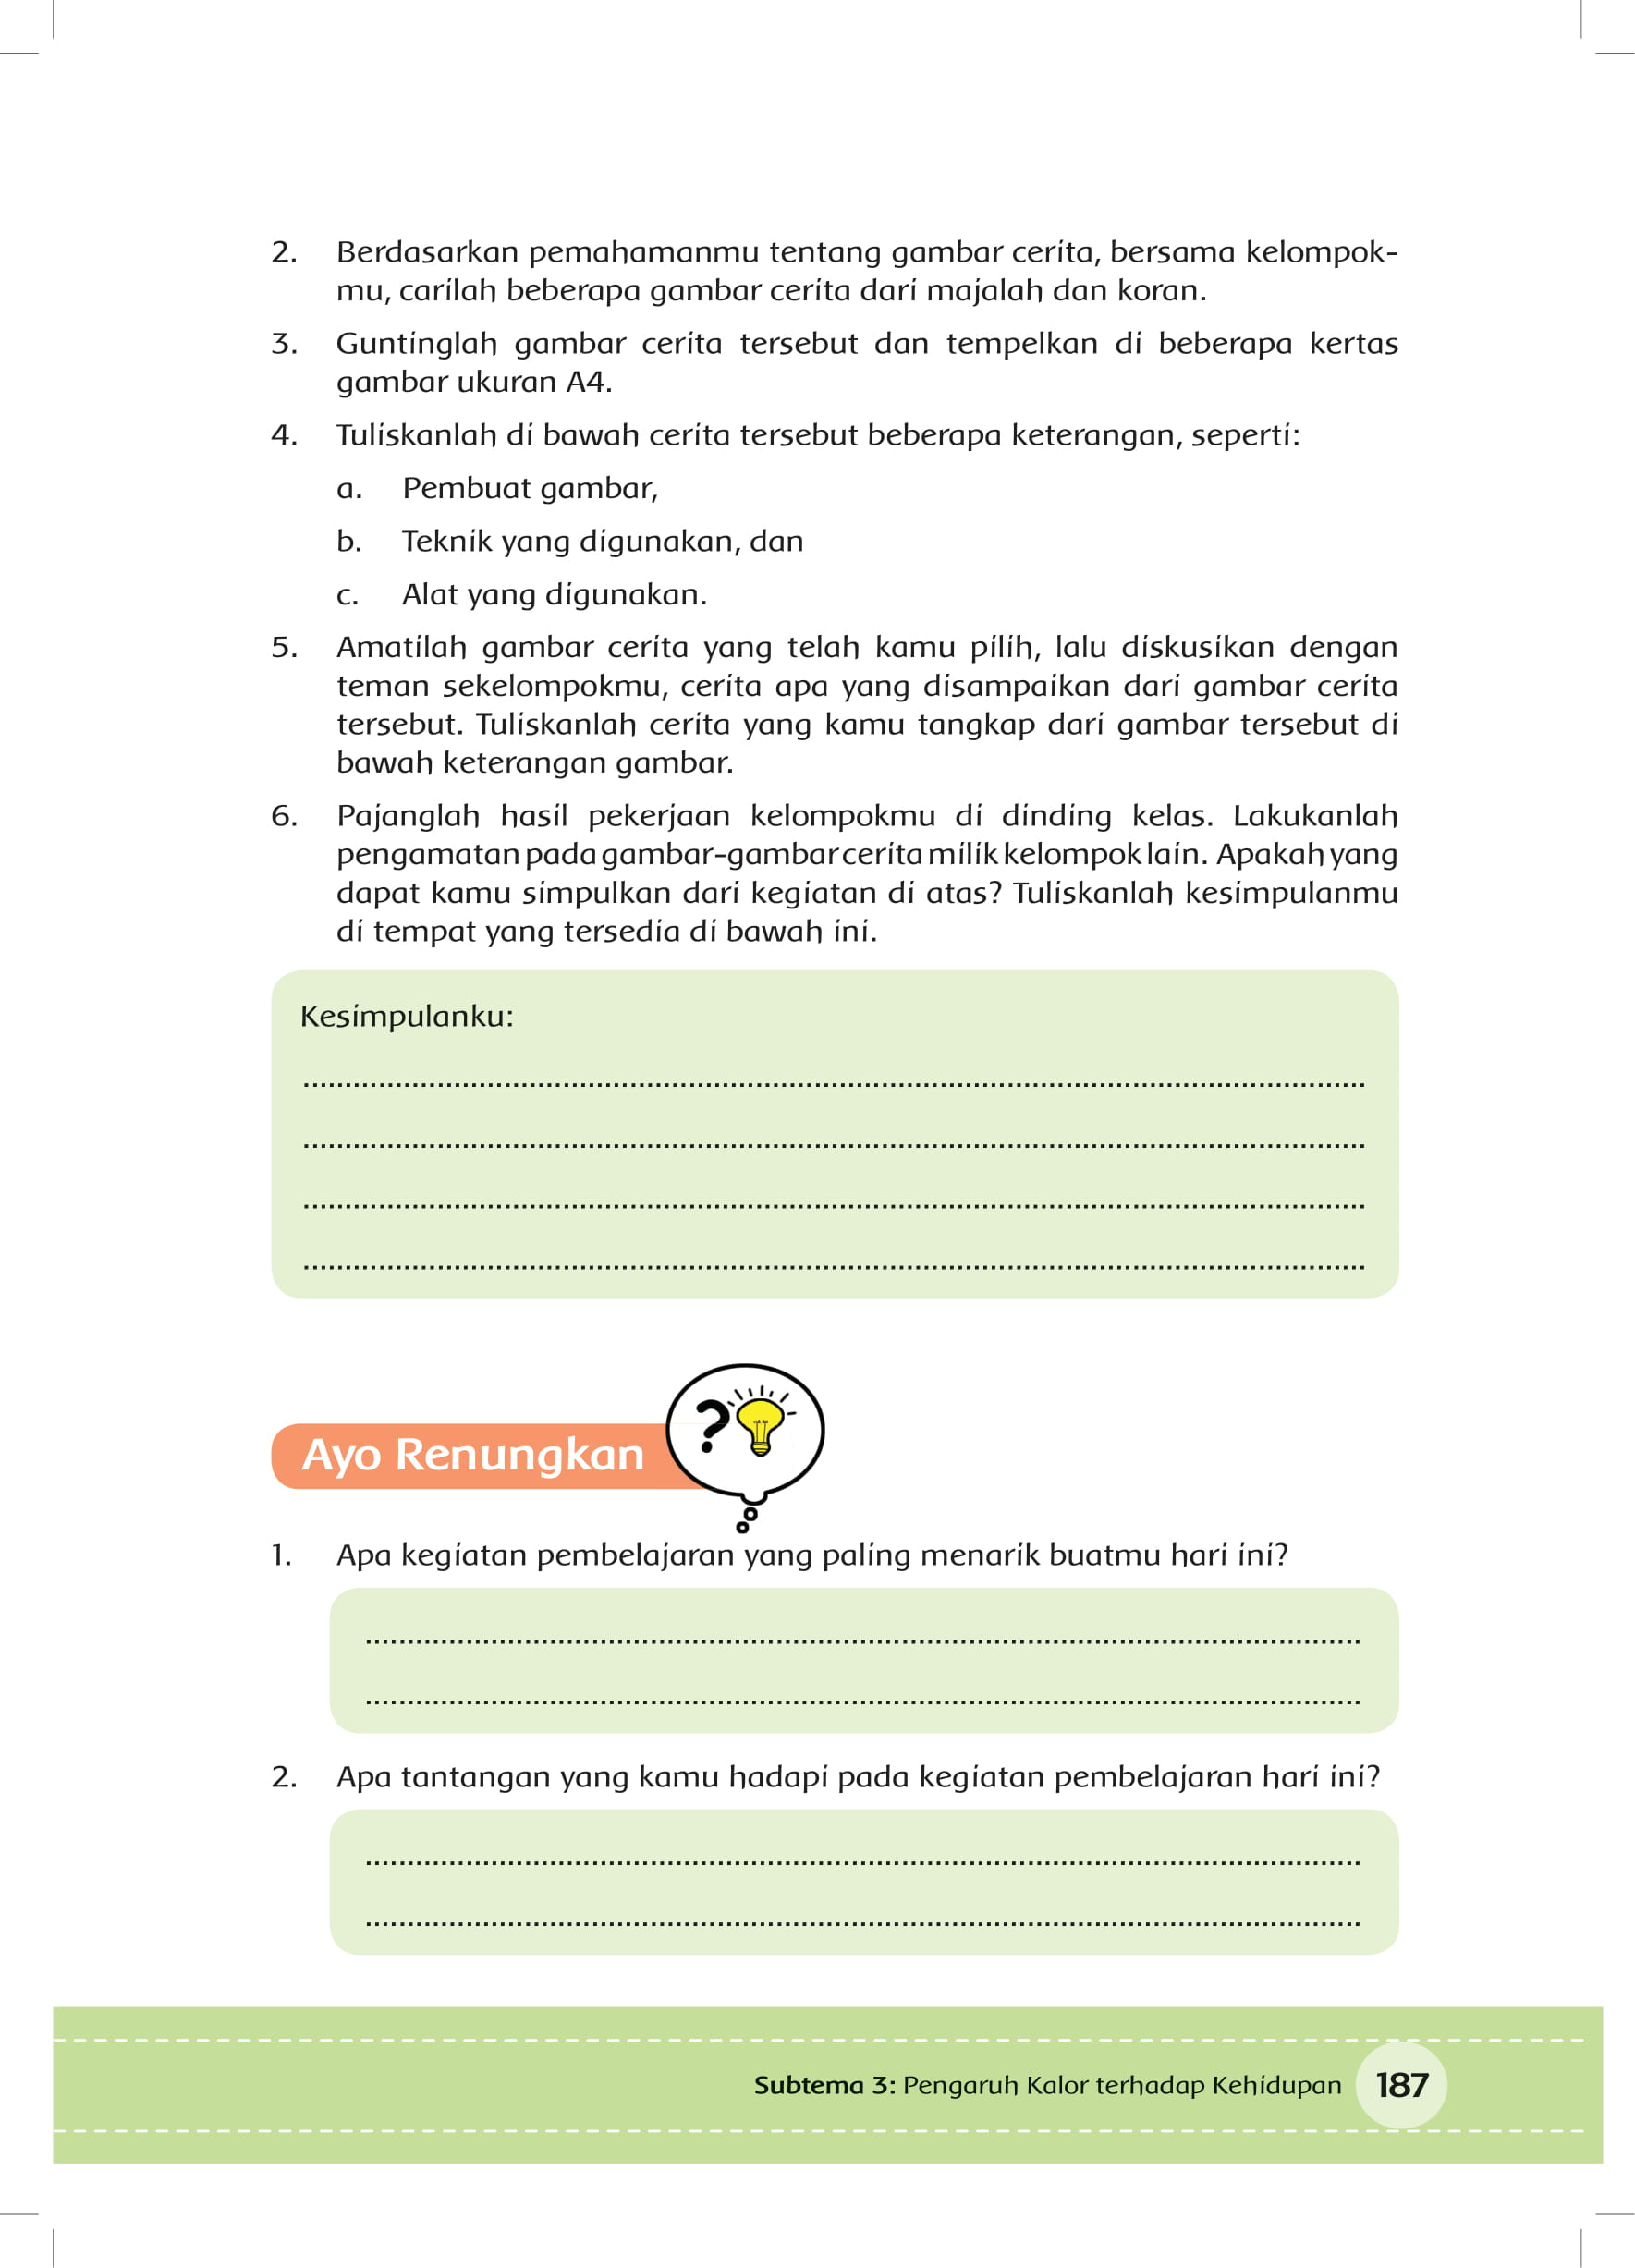 2. Berdasarkan pemahamanmu tentang gambar cerita, bersama kelompok-
mu, carilah beberapa gambar cerita dari majalah dan koran.
3. Guntinglah gambar cerita tersebut dan tempelkan di beberapa kertas
gambar ukuran A4.
4. Tuliskanlah di bawah cerita tersebut beberapa keterangan, seperti:
a. Pembuat gambar,
b. Teknik yang digunakan, dan
c. Alat yang digunakan.
5. Amatilah gambar cerita yang telah kamu pilih, lalu diskusikan dengan
teman sekelompokmu, cerita apa yang disampaikan dari gambar cerita
tersebut. Tuliskanlah cerita yang kamu tangkap dari gambar tersebut di
bawah keterangan gambar.
6. Pajanglah hasil pekerjaan kelompokmu di dinding kelas. Lakukanlah
pengamatan pada gambar-gambar cerita milik kelompok lain. Apakah yang
dapat kamu simpulkan dari kegiatan di atas? Tuliskanlah kesimpulanmu
di tempat yang tersedia di bawah ini.
Kesimpulanku:
Ayo Renungkan
?
1. Apa kegiatan pembelajaran yang paling menarik buatmu hari ini?
2. Apa tantangan yang kamu hadapi pada kegiatan pembelajaran hari ini?
Subtema 3: Pengaruh Kalor terhadap Kehidupan 187